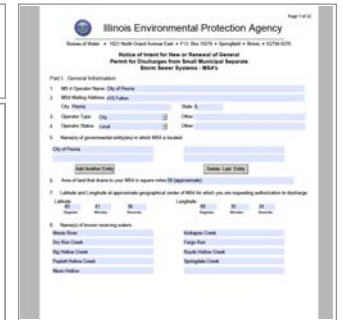 Page 1 of 22
Illinois Environmental Protection Agency
Bureau of Water • 1021 North Grand Avenue East • P.O. Box 19276 • Springfield • Illinois • 62794-9276
Notice of Intent for New or Renewal of General
Permit for Discharges from Small Municipal Separate
Storm Sewer Systems - MS4's
Part I. General Information
1. MS4 Operator Name: City of Peoria
2. MS4 Mailing Address: 419 Fulton
City: Peoria State: IL
3. Operator Type: City Other:
4. Operator Status: Local Other:
5. Name(s) of governmental entity(ies) in which MS4 is located:
City of Peoria
Add Another Entity Delete Last Entity
6. Area of land that drains to your MS4 in square miles: (approximate)
7. Latitude and Longitude at approximate geographical center of MS4 for which you are requesting authorization to discharge:
Latitude: Longitude:
Degrees Minutes Seconds Degrees Minutes Seconds
8. Name(s) of known receiving waters
Illinois River Kickapoo Creek
Dry Run Creek Fargo Run
Big Hollow Creek Hollow Creek
Hollow Creek Springdale Creek
Hollow